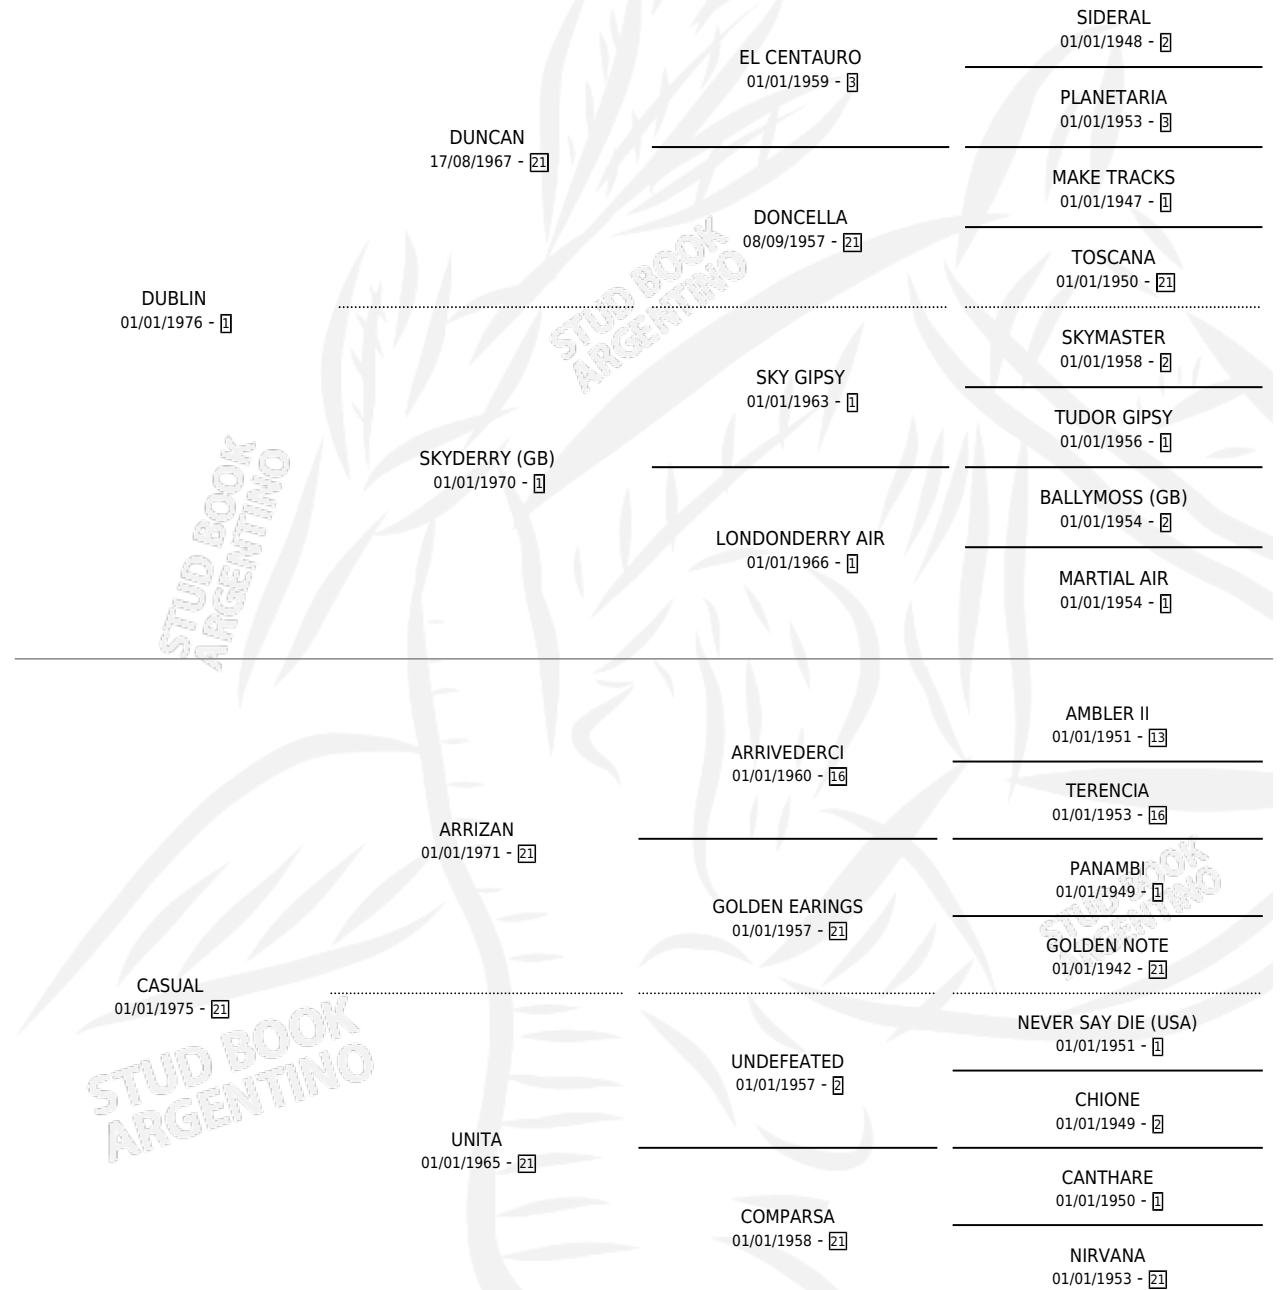 SIDERAL
01/01/1948 - 2
EL CENTAURO
01/01/1959 - 3
PLANETARIA
01/01/1953 - 3
DUNCAN
17/08/1967 - 21
MAKE TRACKS
01/01/1947 - 1
DONCELLA
08/09/1957 - 21
TOSCANA
01/01/1950 - 21
DUBLIN
01/01/1976 - 1
SKYMASTER
01/01/1958 - 2
SKY GIPSY
01/01/1963 - 1
TUDOR GIPSY
01/01/1956 - 1
SKYDERRY (GB)
01/01/1970 - 1
BALLYMOSS (GB)
01/01/1954 - 2
LONDONDERRY AIR
01/01/1966 - 1
MARTIAL AIR
01/01/1954 - 1
AMBLER II
01/01/1951 - 13
ARRIVEDERCI
01/01/1960 - 16
TERENCIA
01/01/1953 - 16
ARRIZAN
01/01/1971 - 21
PANAMBI
01/01/1949 - 1
GOLDEN EARINGS
01/01/1957 - 21
GOLDEN NOTE
01/01/1942 - 21
CASUAL
01/01/1975 - 21
NEVER SAY DIE (USA)
01/01/1951 - 1
UNDEFEATED
01/01/1957 - 2
CHIONE
01/01/1949 - 2
UNITA
01/01/1965 - 21
CANTHARE
01/01/1950 - 1
COMPARSA
01/01/1958 - 21
NIRVANA
01/01/1953 - 21
STUD BOOK
ARGENTINO
STUD BOOK
ARGENTINO
STUD BOOK
ARGENTINO
STUD BOOK
ARGENTINO